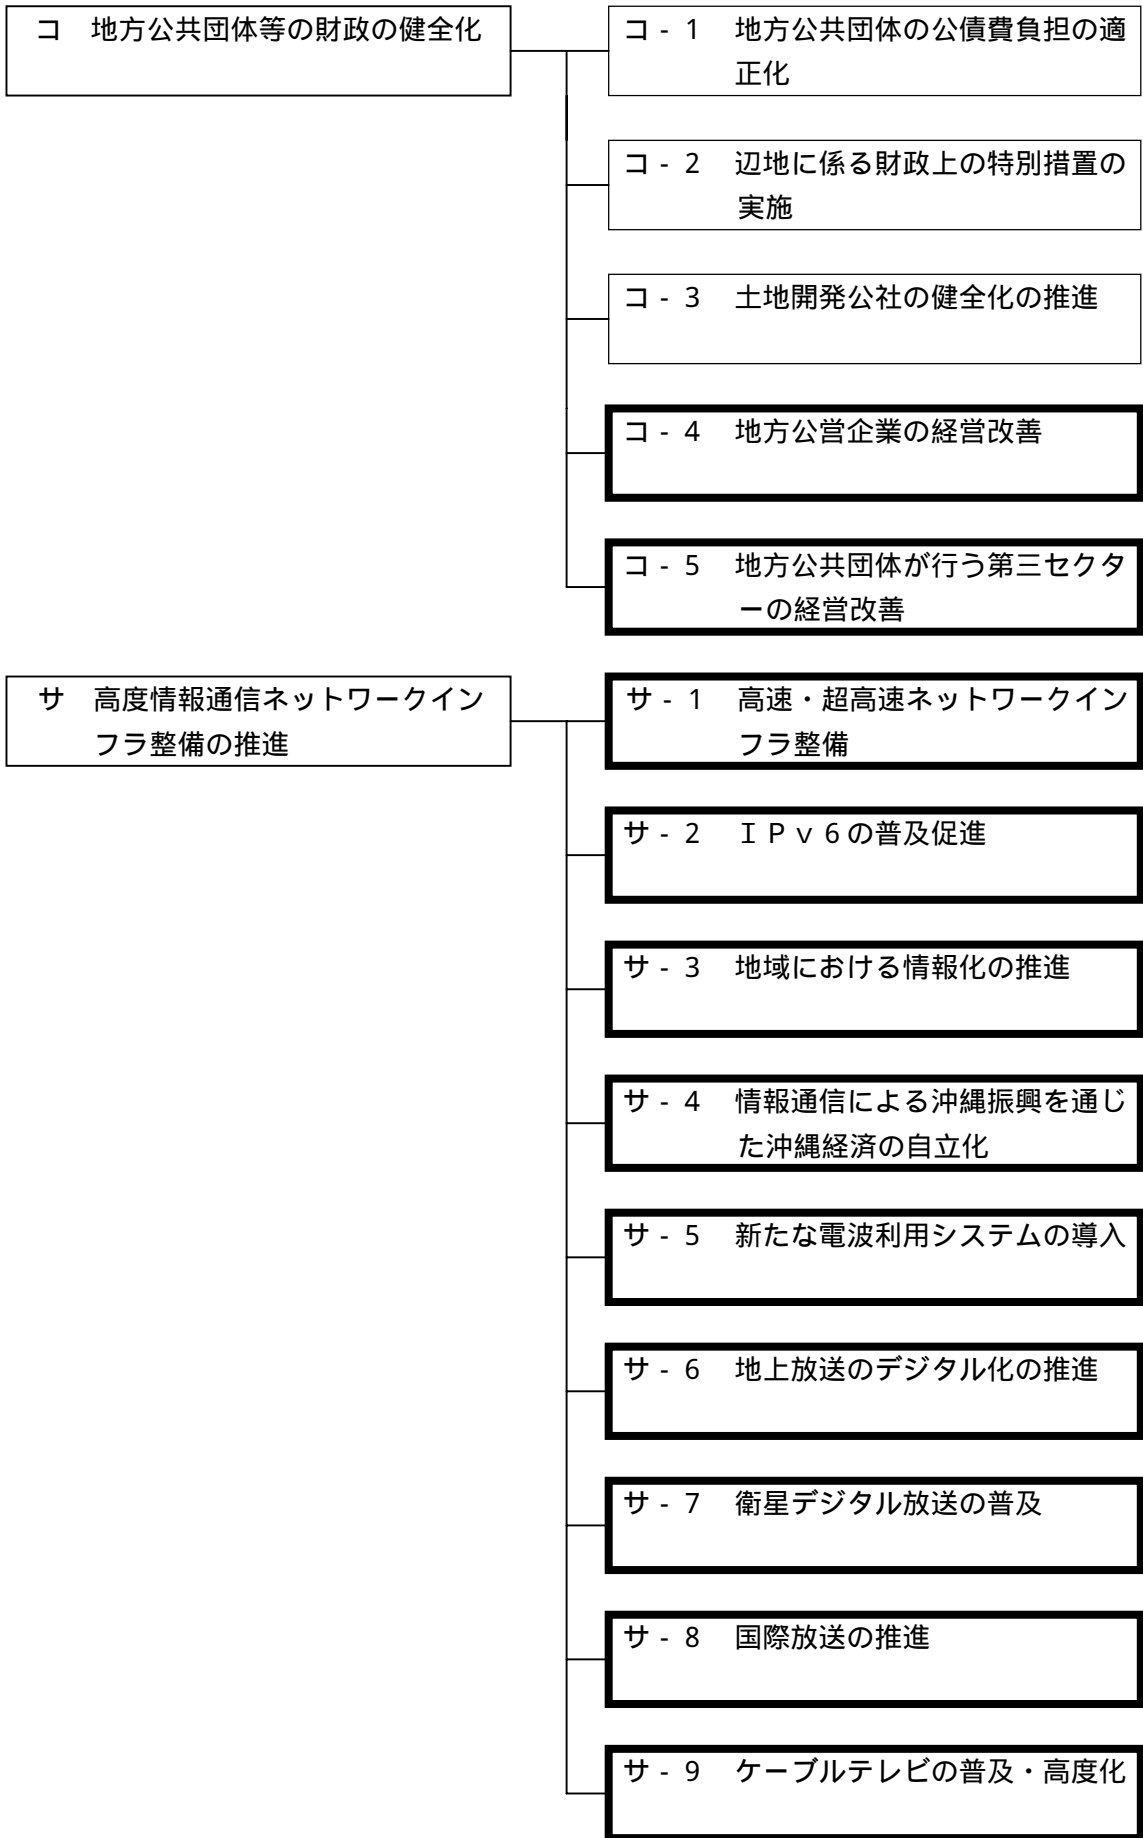 コ 地方公共団体等の財政の健全化
コ - 1 地方公共団体の公債費負担の適
正化
コ - 2 辺地に係る財政上の特別措置の
実施
コ - 3 土地開発公社の健全化の推進
コ - 4 地方公営企業の経営改善
コ - 5 地方公共団体が行う第三セクタ
ーの経営改善
サ 高度情報通信ネットワークイン
フラ整備の推進
サ - 1 高速・超高速ネットワークイン
フラ整備
サ - 2 ＩＰｖ６の普及促進
サ - 3 地域における情報化の推進
サ - 4 情報通信による沖縄振興を通じ
た沖縄経済の自立化
サ - 5 新たな電波利用システムの導入
サ - 6 地上放送のデジタル化の推進
サ - 7 衛星デジタル放送の普及
サ - 8 国際放送の推進
サ - 9 ケーブルテレビの普及・高度化